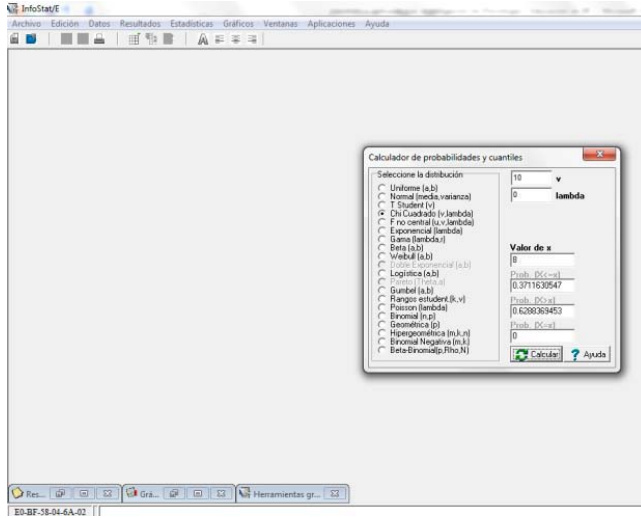 InfoStat/E
Archivo Edición Datos Resultados Estadísticas Gráficos Ventanas Aplicaciones Ayuda
Calculador de probabilidades y cuantiles
Seleccione la distribución
Uniforme (a,b)
Normal (media,varianza)
T Student (v)
Chi Cuadrado (v,lambda)
F no central (u,v,lambda)
Exponencial (lambda)
Gama (lambda,r)
Beta (a,b)
Weibull (a,b)
Doble Exponencial (a,b)
Logística (a,b)
Pareto (Theta,a)
Gumbel (a,b)
Rangos estudent.(k,v)
Poisson (lambda)
Binomial (n,p)
Geométrica (p)
Hipergeométrica (m,k,n)
Binomial Negativa (m,k)
Beta-Binomial(p,Rho,N)
10 v
0 lambda
Valor de x
8
Prob. (X<=x)
0.3711630547
Prob. (X>x)
0.6288369453
Prob. (X=x)
0
Calcular ? Ayuda
Res... Grá... Herramientas gr...
E0-BF-58-04-6A-02